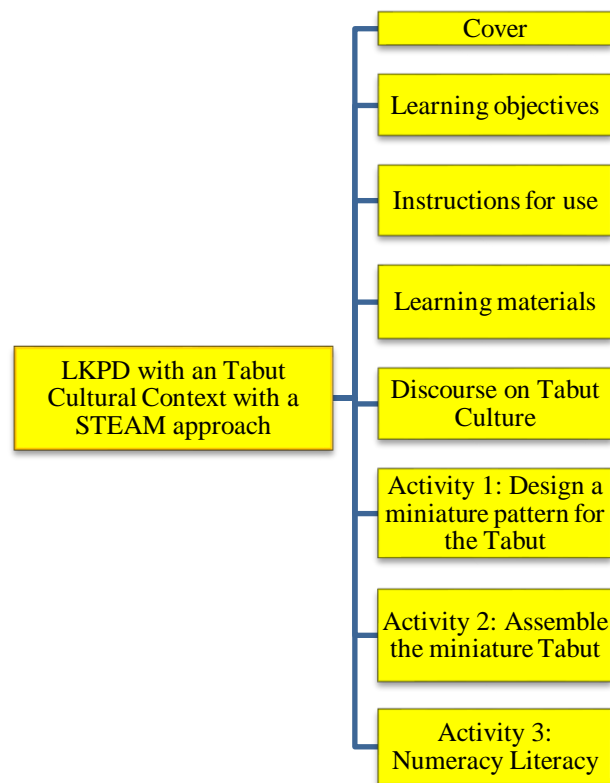 Cover
Learning objectives
Instructions for use
Learning materials
LKPD with an Tabut
Cultural Context with a
STEAM approach
Discourse on Tabut
Culture
Activity 1: Design a
miniature pattern for
the Tabut
Activity 2: Assemble
the miniature Tabut
Activity 3:
Numeracy Literacy